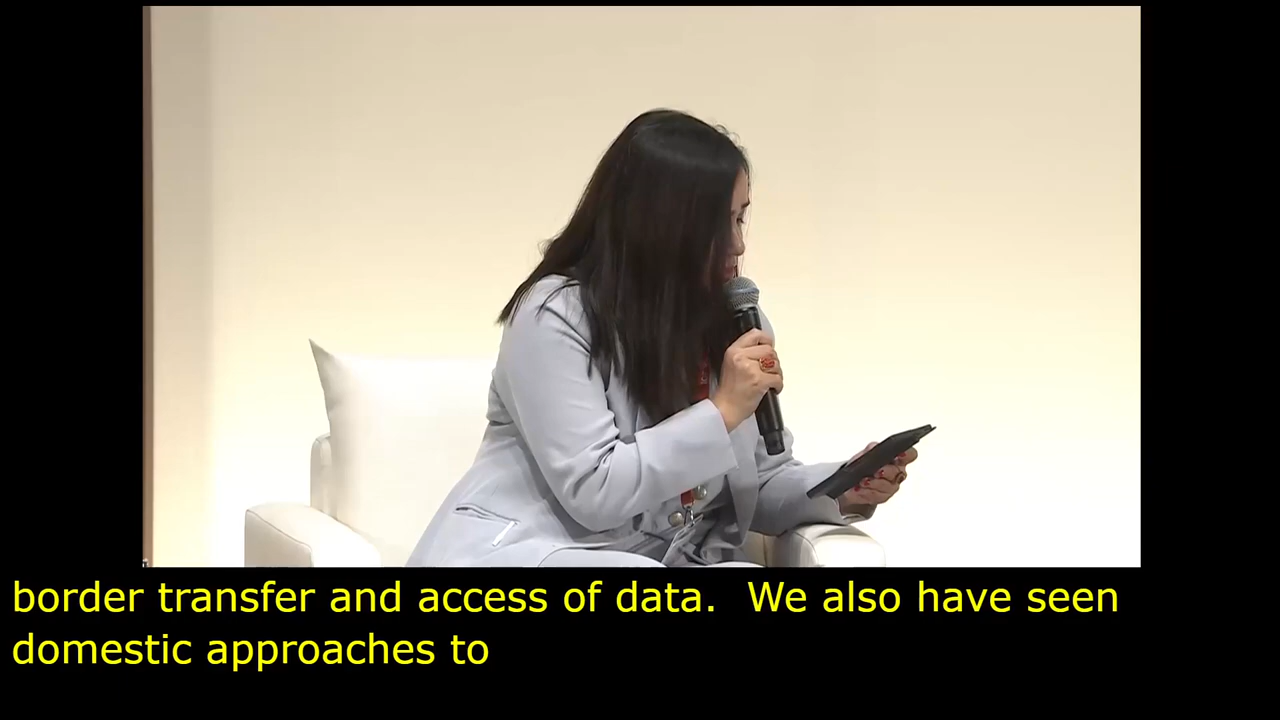 border transfer and access of data.  We also have seen
domestic approaches to